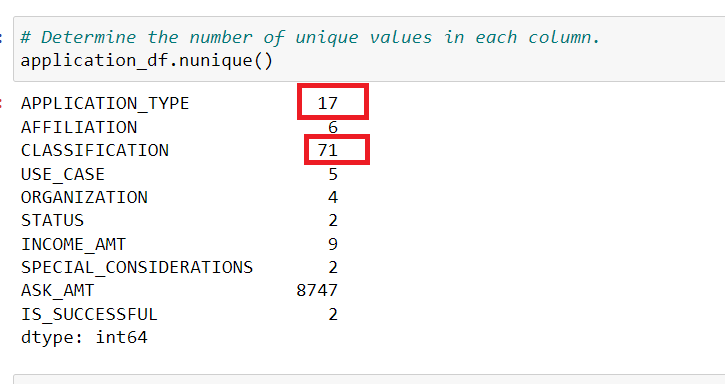 # Determine the number of unique values in each column.
application_df.nunique()
APPLICATION_TYPE 17
AFFILIATION 6
CLASSIFICATION 71
USE_CASE 5
ORGANIZATION 4
STATUS 2
INCOME_AMT 9
SPECIAL_CONSIDERATIONS 2
ASK_AMT 8747
IS_SUCCESSFUL 2
dtype: int64